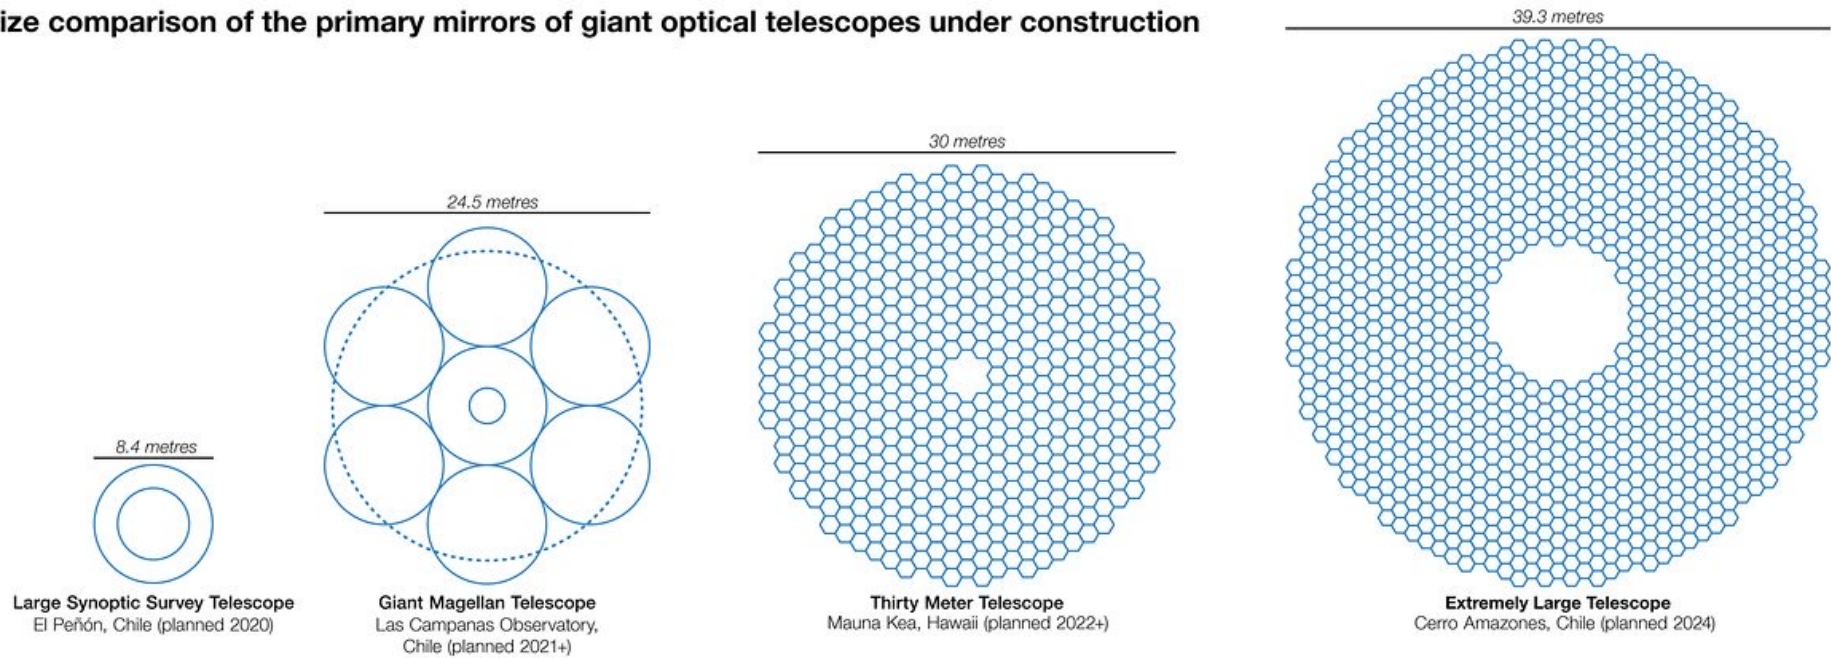 ize comparison of the primary mirrors of giant optical telescopes under construction
39.3 metres
30 metres
24.5 metres
8.4 metres
Large Synoptic Survey Telescope
El Peñón, Chile (planned 2020)
Giant Magellan Telescope
Las Campanas Observatory,
Chile (planned 2021+)
Thirty Meter Telescope
Mauna Kea, Hawaii (planned 2022+)
Extremely Large Telescope
Cerro Amazones, Chile (planned 2024)